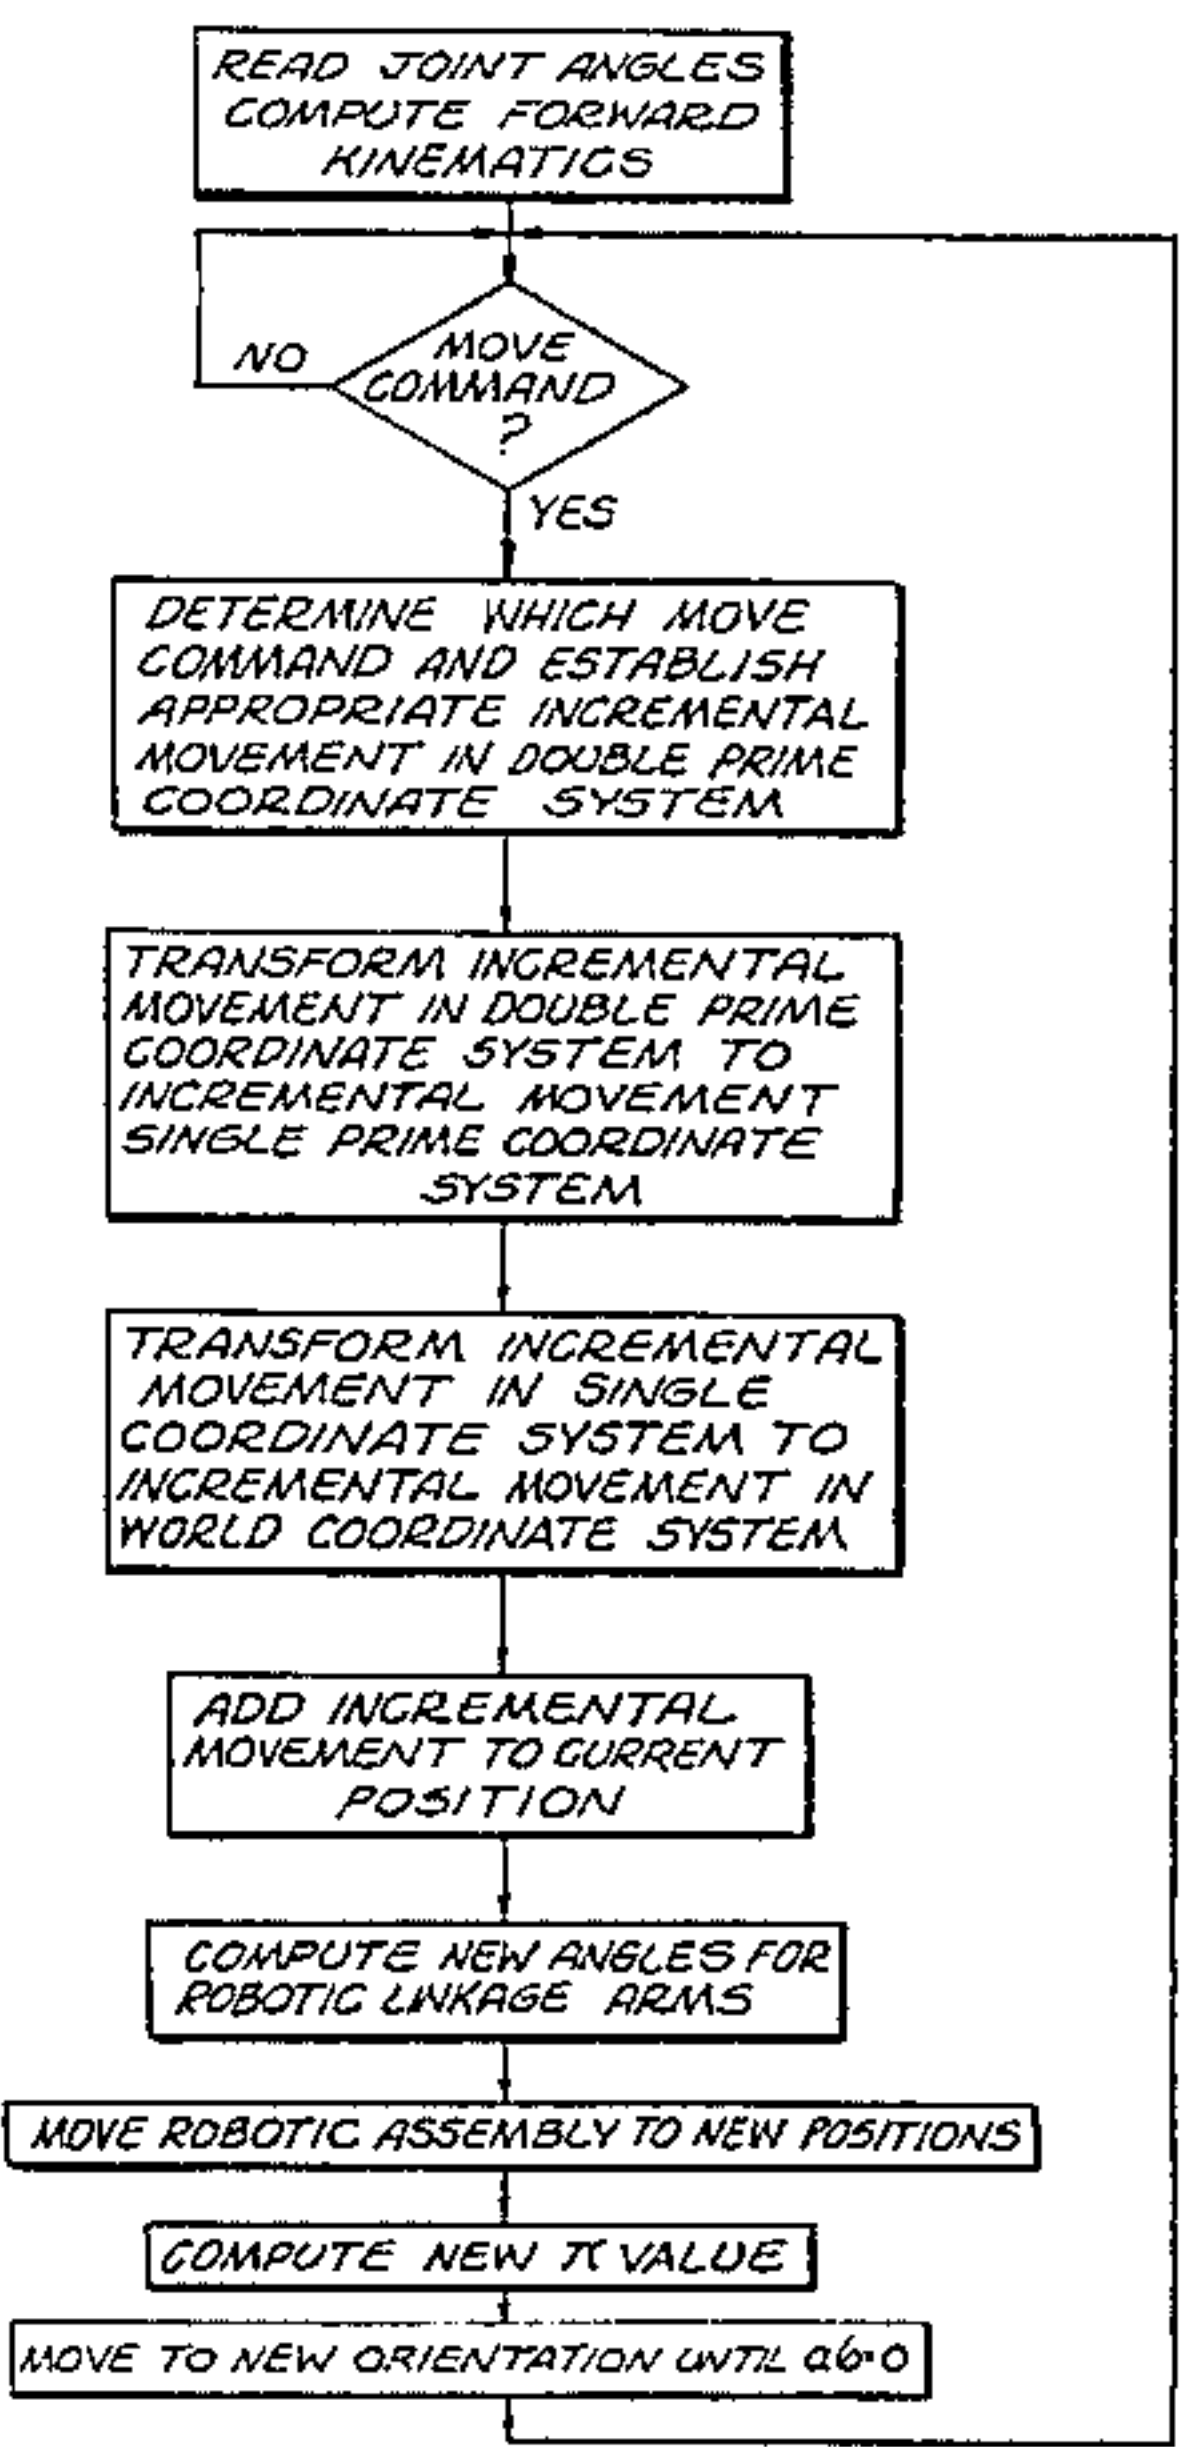 READ JOINT ANGLES
COMPUTE FORWARD
KINEMATICS
MOVE
COMMAND
?
NO
YES
DETERMINE WHICH MOVE
COMMAND AND ESTABLISH
APPROPRIATE INCREMENTAL
MOVEMENT IN DOUBLE PRIME
COORDINATE SYSTEM
TRANSFORM INCREMENTAL
MOVEMENT IN DOUBLE PRIME
COORDINATE SYSTEM TO
INCREMENTAL MOVEMENT
SINGLE PRIME COORDINATE
SYSTEM
TRANSFORM INCREMENTAL
MOVEMENT IN SINGLE
COORDINATE SYSTEM TO
INCREMENTAL MOVEMENT IN
WORLD COORDINATE SYSTEM
ADD INCREMENTAL
MOVEMENT TO CURRENT
POSITION
COMPUTE NEW ANGLES FOR
ROBOTIC LINKAGE ARMS
MOVE ROBOTIC ASSEMBLY TO NEW POSITIONS
COMPUTE NEW π VALUE
MOVE TO NEW ORIENTATION UNTIL a6=0